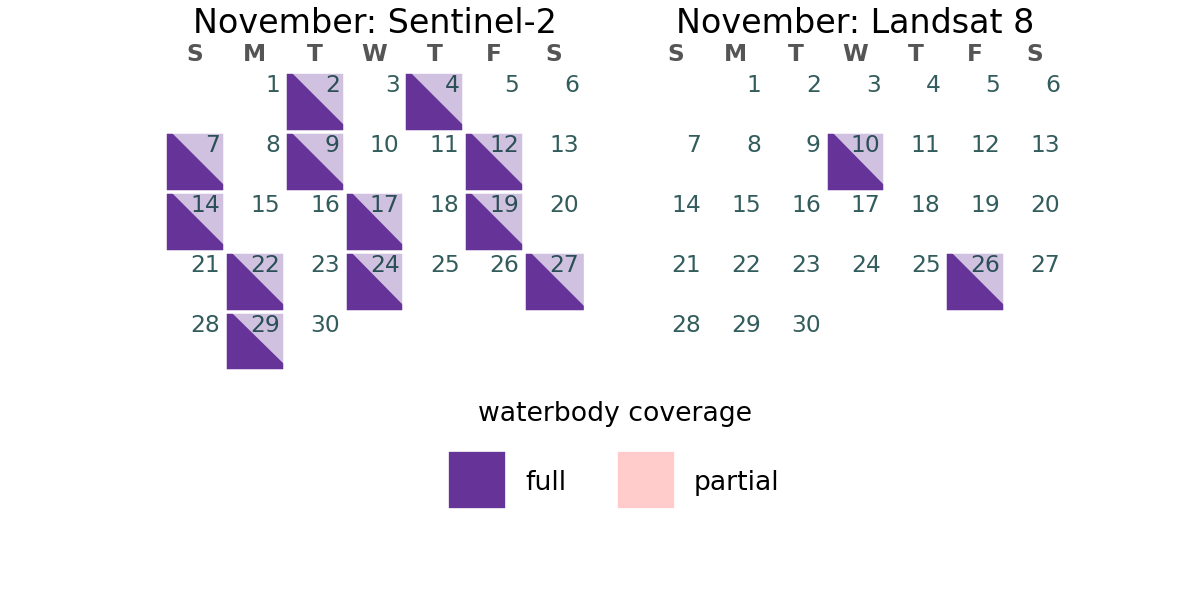 November: Sentinel-2
S M T W T F S
1 2 3 4 5 6
7 8 9 10 11 12 13
14 15 16 17 18 19 20
21 22 23 24 25 26 27
28 29 30
November: Landsat 8
S M T W T F S
1 2 3 4 5 6
7 8 9 10 11 12 13
14 15 16 17 18 19 20
21 22 23 24 25 26 27
28 29 30
waterbody coverage
full partial